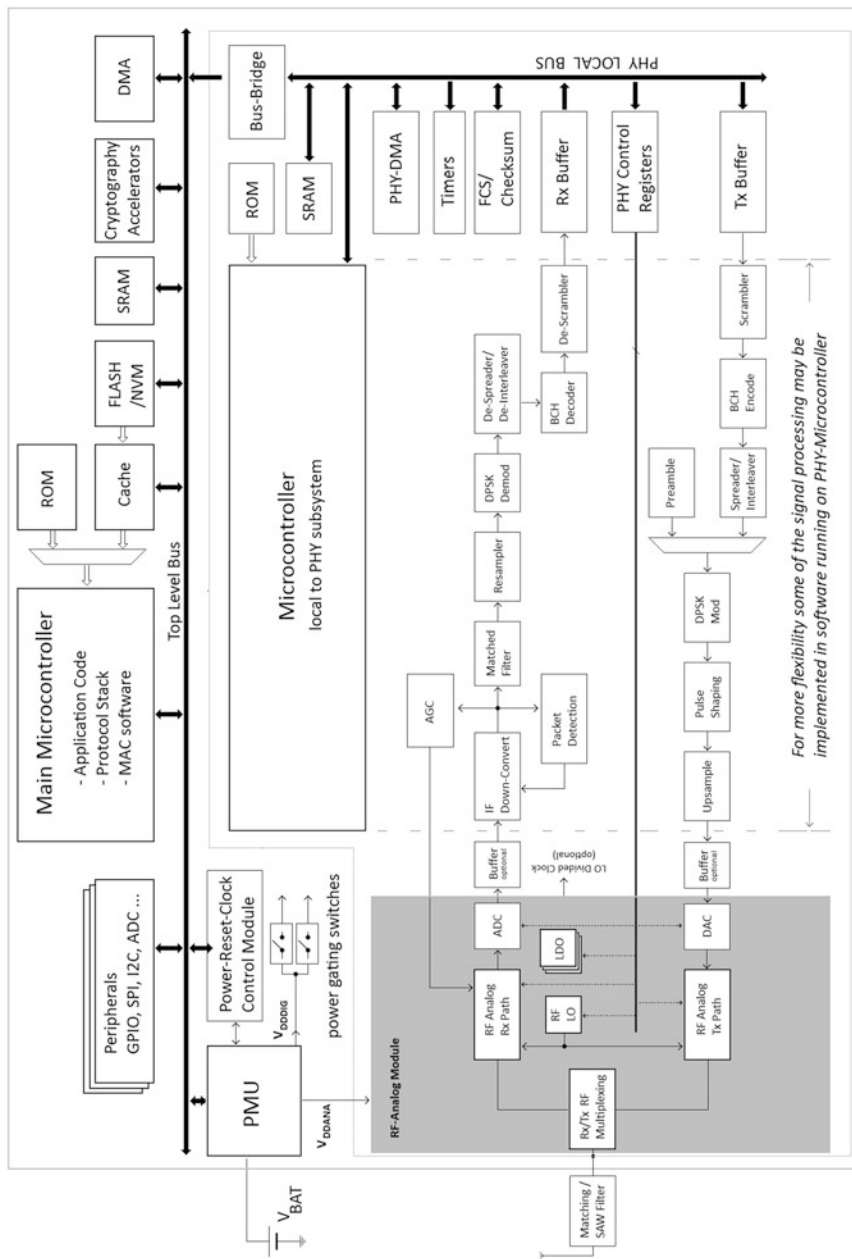 Peripherals
GPIO, SPI, I2C, ADC ...
Main Microcontroller
- Application Code
- Protocol Stack
- MAC software
ROM
Cache
FLASH
/NVM
SRAM
Cryptography
Accelerators
DMA
Top Level Bus
V
BAT
PMU
Power-Reset-Clock
Control Module
VDDDIG
power gating switches
VDDANA
Microcontroller
local to PHY subsystem
ROM
SRAM
Bus-Bridge
PHY LOCAL BUS
PHY-DMA
Timers
FCS/
Checksum
Rx Buffer
PHY Control
Registers
Tx Buffer
RF-Analog Module
Matching /
SAW Filter
Rx/Tx RF
Multiplexing
RF Analog
Rx Path
ADC
Buffer
optional
IF
Down-Convert
AGC
Packet
Detection
Matched
Filter
Resampler
DPSK
Demod
De-Spreader/
De-Interleaver
BCH
Decoder
De-Scrambler
RF
LO
LDO
LO Divided Clock
(optional)
RF Analog
Tx Path
DAC
Buffer
optional
Upsample
Pulse
Shaping
DPSK
Mod
Preamble
Spreader/
Interleaver
BCH
Encode
Scrambler
For more flexibility some of the signal processing may be
implemented in software running on PHY-Microcontroller